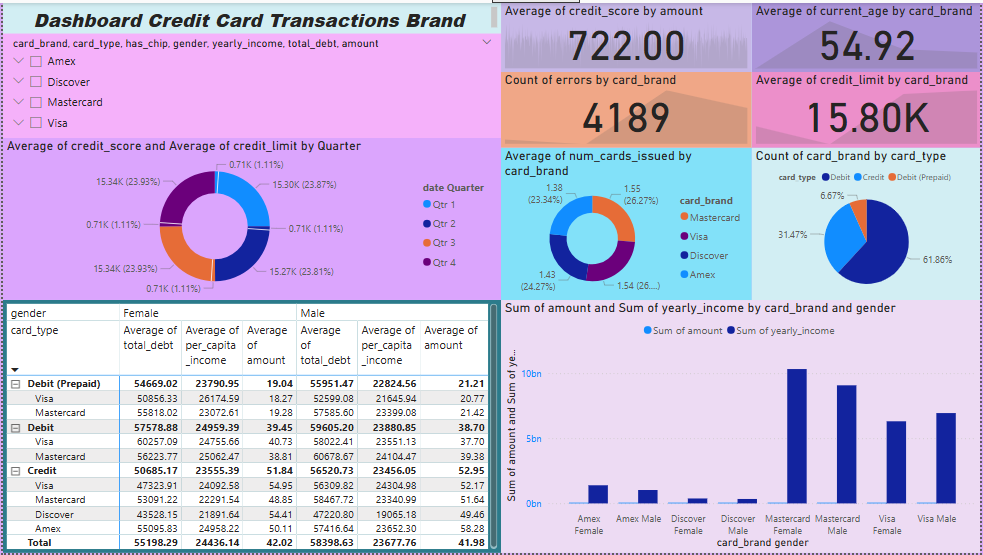 Dashboard Credit Card Transactions Brand
card_brand, card_type, has_chip, gender, yearly_income, total_debt, amount
Amex
Discover
Mastercard
Visa
Average of credit_score by amount
722.00
Average of current_age by card_brand
54.92
Count of errors by card_brand
4189
Average of credit_limit by card_brand
15.80K
Average of credit_score and Average of credit_limit by Quarter
0.71K (1.11%)
15.34K (23.93%)
15.30K (23.87%)
0.71K (1.11%)
0.71K (1.11%)
15.34K (23.93%)
15.27K (23.81%)
0.71K (1.11%)
date Quarter
Qtr 1
Qtr 2
Qtr 3
Qtr 4
Average of num_cards_issued by
card_brand
1.38
(23.34%)
1.55
(26.27%)
1.43
(24.27%)
1.54 (26....)
card_brand
Mastercard
Visa
Discover
Amex
Count of card_brand by card_type
card type Debit Credit Debit (Prepaid)
6.67%
31.47%
61.86%
gender Female Male
card_type Average of total_debt Average of per_capita_income Average of amount Average of total_debt Average of per_capita_income Average of amount
Debit (Prepaid) 54669.02 23790.95 19.04 55951.47 22824.56 21.21
Visa 50856.33 26174.59 18.27 52599.08 21645.94 20.77
Mastercard 55818.02 23072.61 19.28 57585.60 23399.08 21.42
Debit 57578.88 24959.39 39.45 59605.20 23880.85 38.70
Visa 60257.09 24755.66 40.73 58022.41 23551.13 37.70
Mastercard 56223.77 25062.47 38.81 60678.67 24104.47 39.38
Credit 50685.17 23555.39 51.84 56520.73 23456.05 52.95
Visa 47323.91 24092.58 54.95 56309.82 24304.98 52.17
Mastercard 53091.22 22291.54 48.85 58467.72 23340.99 51.64
Discover 43528.15 21891.64 54.41 47220.80 19065.18 49.46
Amex 55095.83 24958.22 50.11 57416.64 23652.30 58.28
Total 55198.29 24436.14 42.02 58398.63 23677.76 41.98
Sum of amount and Sum of yearly_income by card_brand and gender
Sum of amount Sum of yearly_income
Sum of amount and Sum of ye...
10bn
5bn
0bn
Amex Female
Amex Male
Discover Female
Discover Male
Mastercard Female
Mastercard Male
Visa Female
Visa Male
card_brand gender